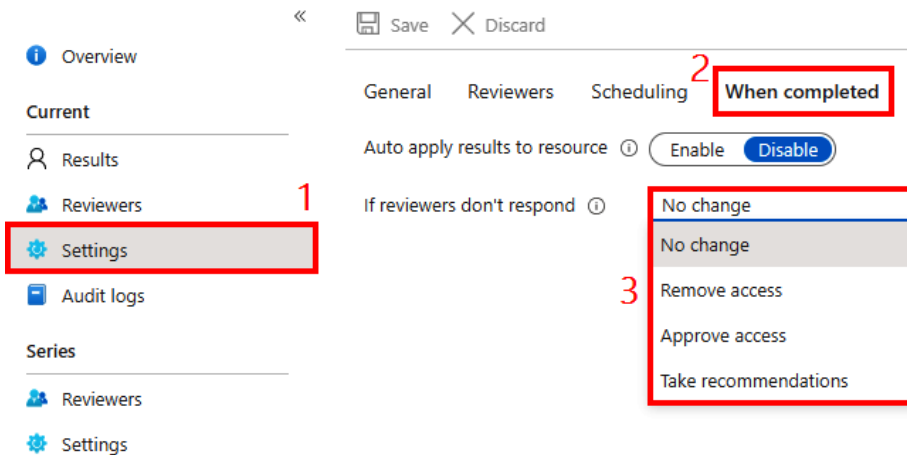 «
Overview
Current
Results
Reviewers
1
Settings
Audit logs
Series
Reviewers
Settings
Save Discard
2
General Reviewers Scheduling When completed
Auto apply results to resource Enable Disable
If reviewers don't respond No change
3
No change
Remove access
Approve access
Take recommendations